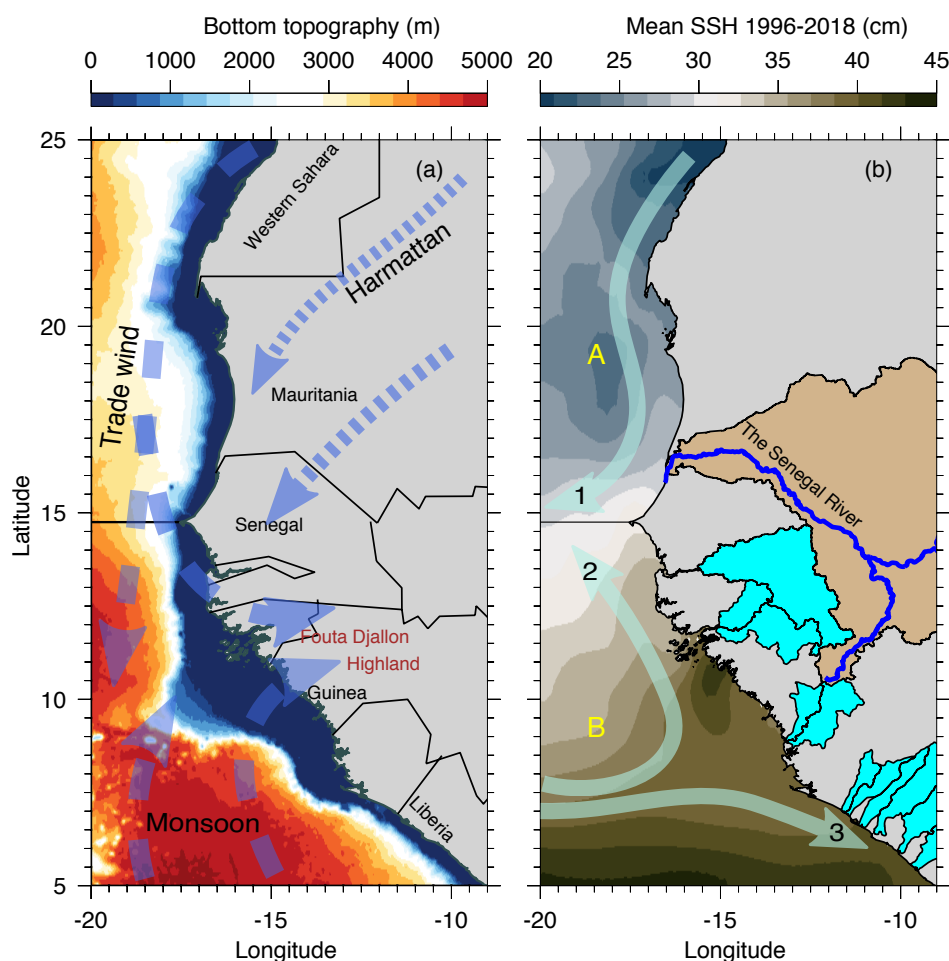 Bottom topography (m)
0 1000 2000 3000 4000 5000
Mean SSH 1996-2018 (cm)
20 25 30 35 40 45
(a)
Western Sahara
Harmattan
Trade wind
Mauritania
Senegal
Fouta Djallon
Highland
Guinea
Monsoon
Liberia
25
20
15
10
5
Latitude
-20 -15 -10
Longitude
(b)
A
The Senegal River
1
2
B
3
-20 -15 -10
Longitude